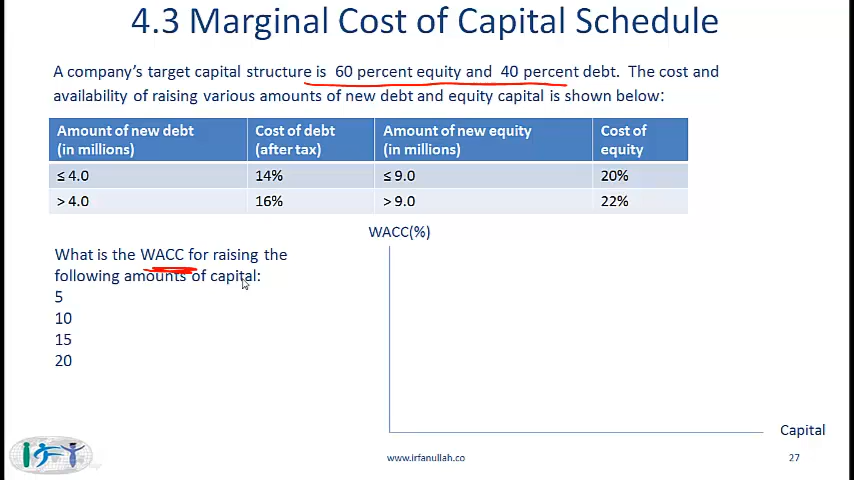 4.3 Marginal Cost of Capital Schedule
A company's target capital structure is 60 percent equity and 40 percent debt. The cost and
availability of raising various amounts of new debt and equity capital is shown below:
Amount of new debt (in millions) Cost of debt (after tax) Amount of new equity (in millions) Cost of equity
≤ 4.0 14% ≤ 9.0 20%
> 4.0 16% > 9.0 22%
WACC(%)
What is the WACC for raising the
following amounts of capital:
5
10
15
20
Capital
www.irfanullah.co 27